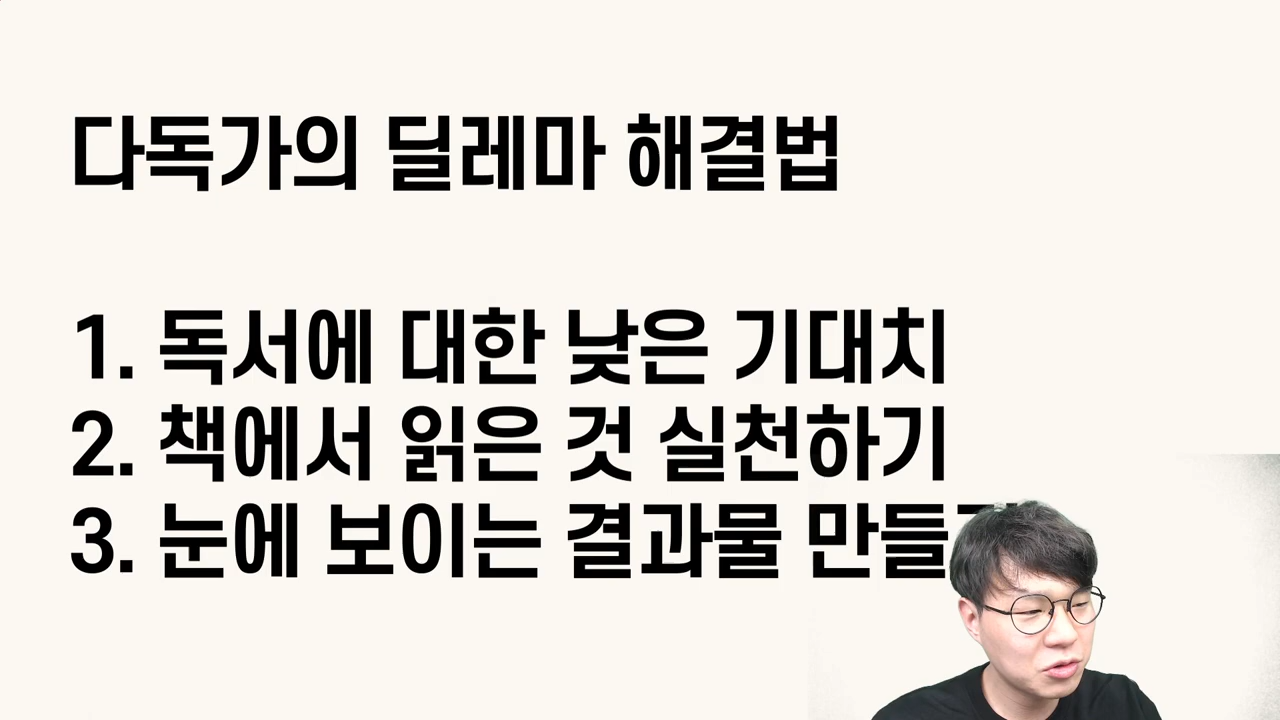 다독가의 딜레마 해결법
1. 독서에 대한 낮은 기대치
2. 책에서 읽은 것 실천하기
3. 눈에 보이는 결과물